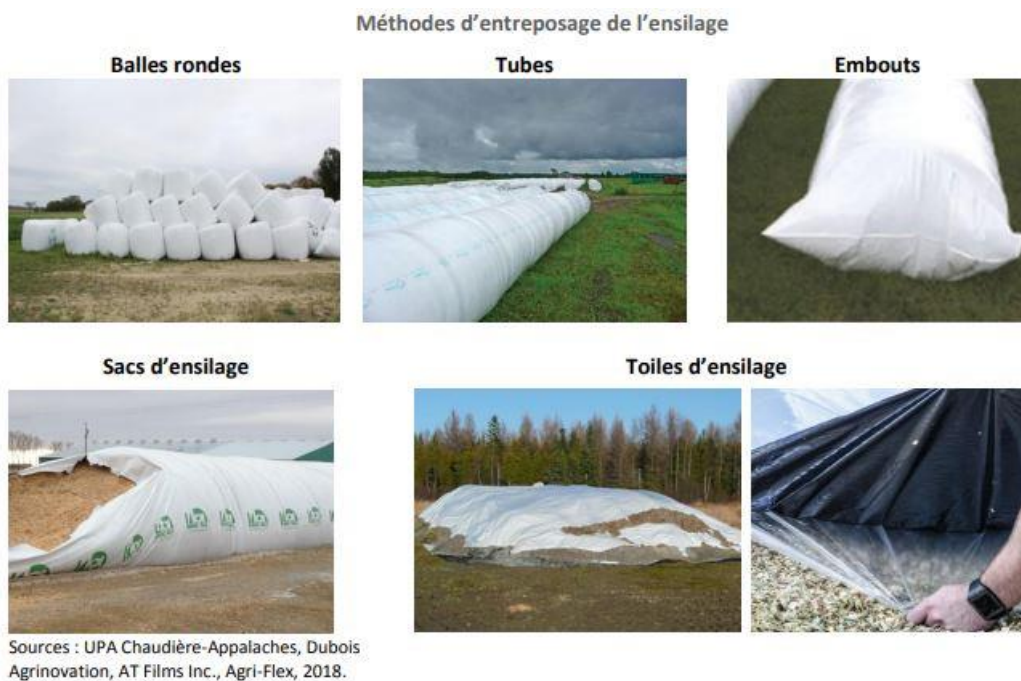 Méthodes d’entreposage de l’ensilage
Balles rondes
Tubes
Embouts
Sacs d’ensilage
Toiles d’ensilage
Sources : UPA Chaudière-Appalaches, Dubois
Agrinovation, AT Films Inc., Agri-Flex, 2018.